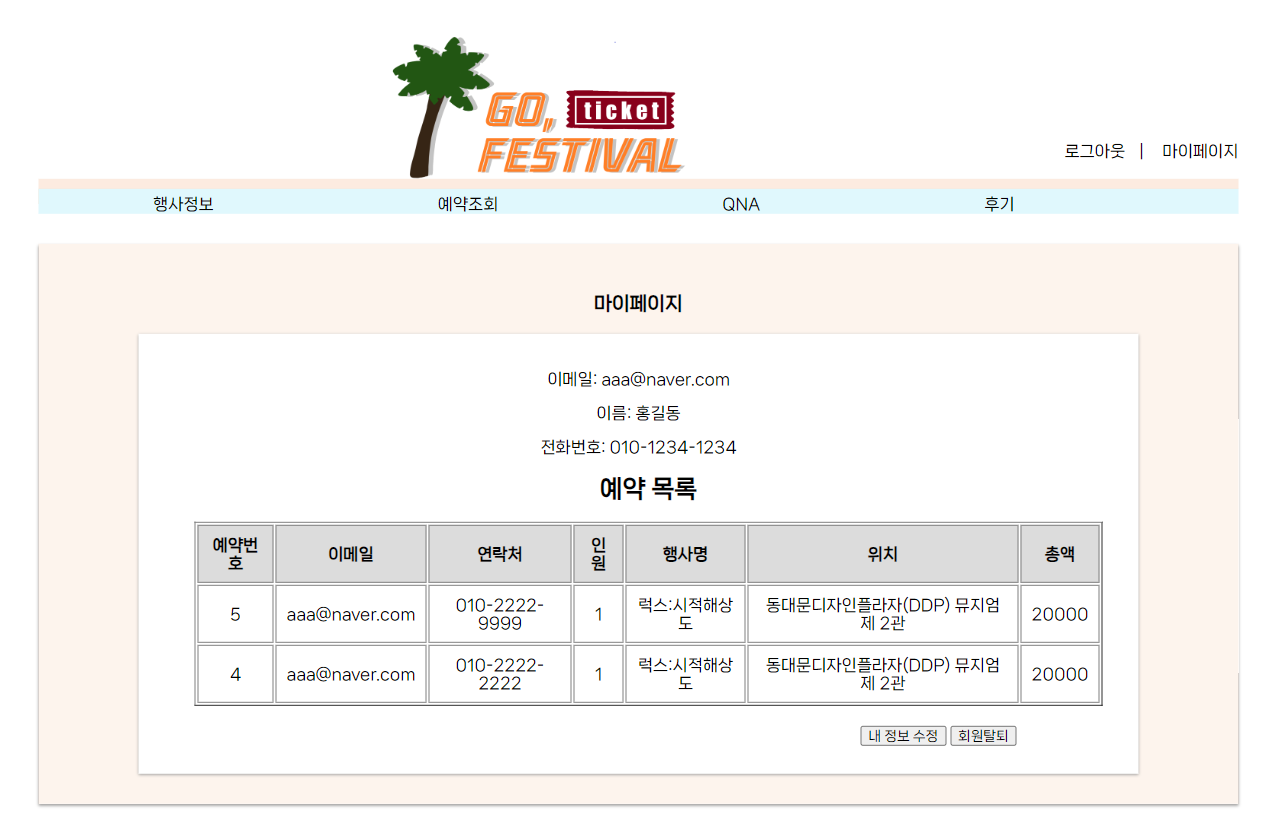 GO, ticket
FESTIVAL
로그아웃 | 마이페이지
행사정보 예약조회 QNA 후기
마이페이지
이메일: aaa@naver.com
이름: 홍길동
전화번호: 010-1234-1234
예약 목록
예약번
호
이메일
연락처
인
원
행사명
위치
총액
5
aaa@naver.com
010-2222-
9999
1
럭스:시적해상
도
동대문디자인플라자(DDP) 뮤지엄
제 2관
20000
4
aaa@naver.com
010-2222-
2222
1
럭스:시적해상
도
동대문디자인플라자(DDP) 뮤지엄
제 2관
20000
내 정보 수정 회원탈퇴